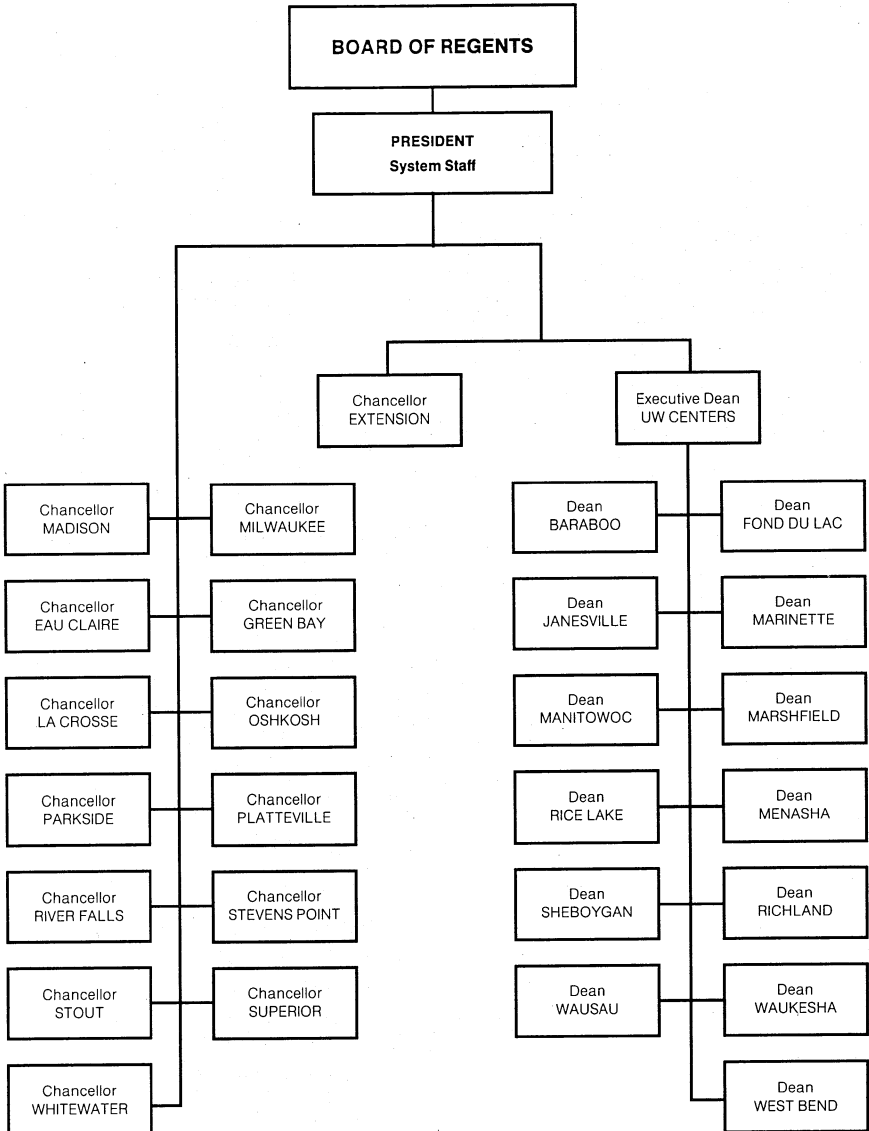 BOARD OF REGENTS
PRESIDENT
System Staff
Chancellor
EXTENSION
Executive Dean
UW CENTERS
Chancellor
MADISON
Chancellor
MILWAUKEE
Chancellor
EAU CLAIRE
Chancellor
GREEN BAY
Chancellor
LA CROSSE
Chancellor
OSHKOSH
Chancellor
PARKSIDE
Chancellor
PLATTEVILLE
Chancellor
RIVER FALLS
Chancellor
STEVENS POINT
Chancellor
STOUT
Chancellor
SUPERIOR
Chancellor
WHITEWATER
Dean
BARABOO
Dean
FOND DU LAC
Dean
JANESVILLE
Dean
MARINETTE
Dean
MANITOWOC
Dean
MARSHFIELD
Dean
RICE LAKE
Dean
MENASHA
Dean
SHEBOYGAN
Dean
RICHLAND
Dean
WAUSAU
Dean
WAUKESHA
Dean
WEST BEND